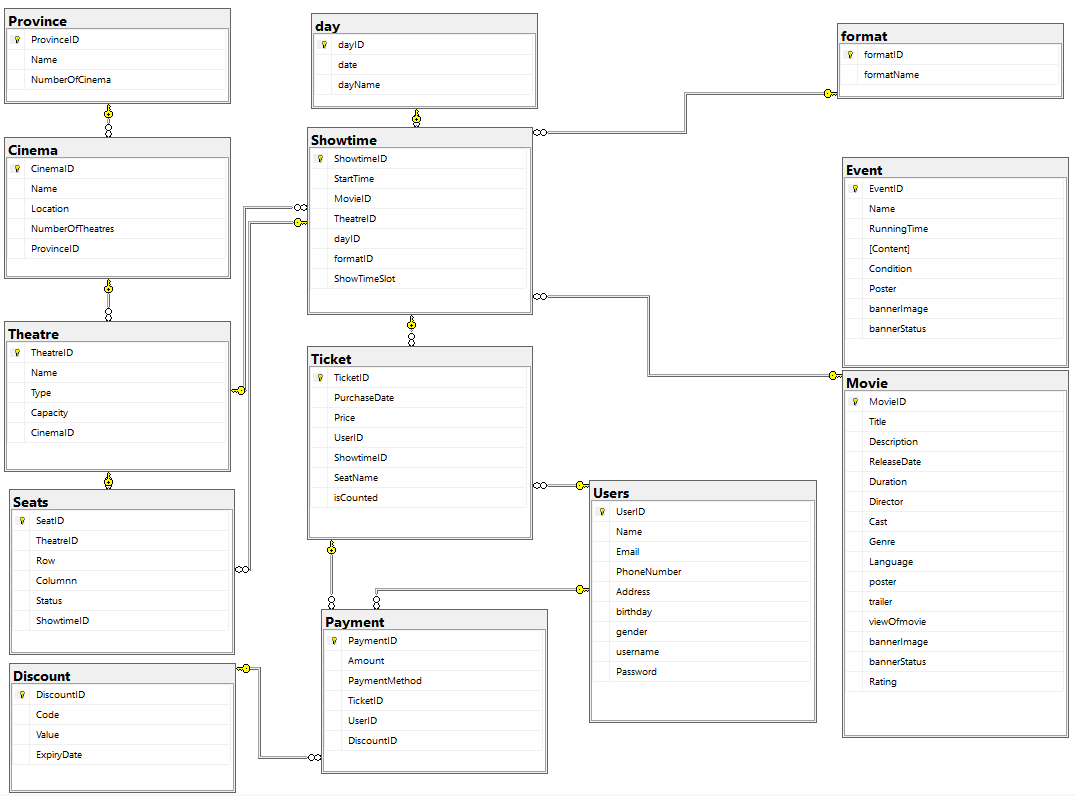 Province
ProvinceID
Name
NumberOfCinema
day
dayID
date
dayName
format
formatID
formatName
Cinema
CinemaID
Name
Location
NumberOfTheatres
ProvinceID
Showtime
ShowtimeID
StartTime
MovieID
TheatreID
dayID
formatID
ShowTimeSlot
Event
EventID
Name
RunningTime
[Content]
Condition
Poster
bannerImage
bannerStatus
Theatre
TheatreID
Name
Type
Capacity
CinemaID
Ticket
TicketID
PurchaseDate
Price
UserID
ShowtimeID
SeatName
isCounted
Movie
MovieID
Title
Description
ReleaseDate
Duration
Director
Cast
Genre
Language
poster
trailer
viewOfmovie
bannerImage
bannerStatus
Rating
Seats
SeatID
TheatreID
Row
Columnn
Status
ShowtimeID
Users
UserID
Name
Email
PhoneNumber
Address
birthday
gender
username
Password
Payment
PaymentID
Amount
PaymentMethod
TicketID
UserID
DiscountID
Discount
DiscountID
Code
Value
ExpiryDate